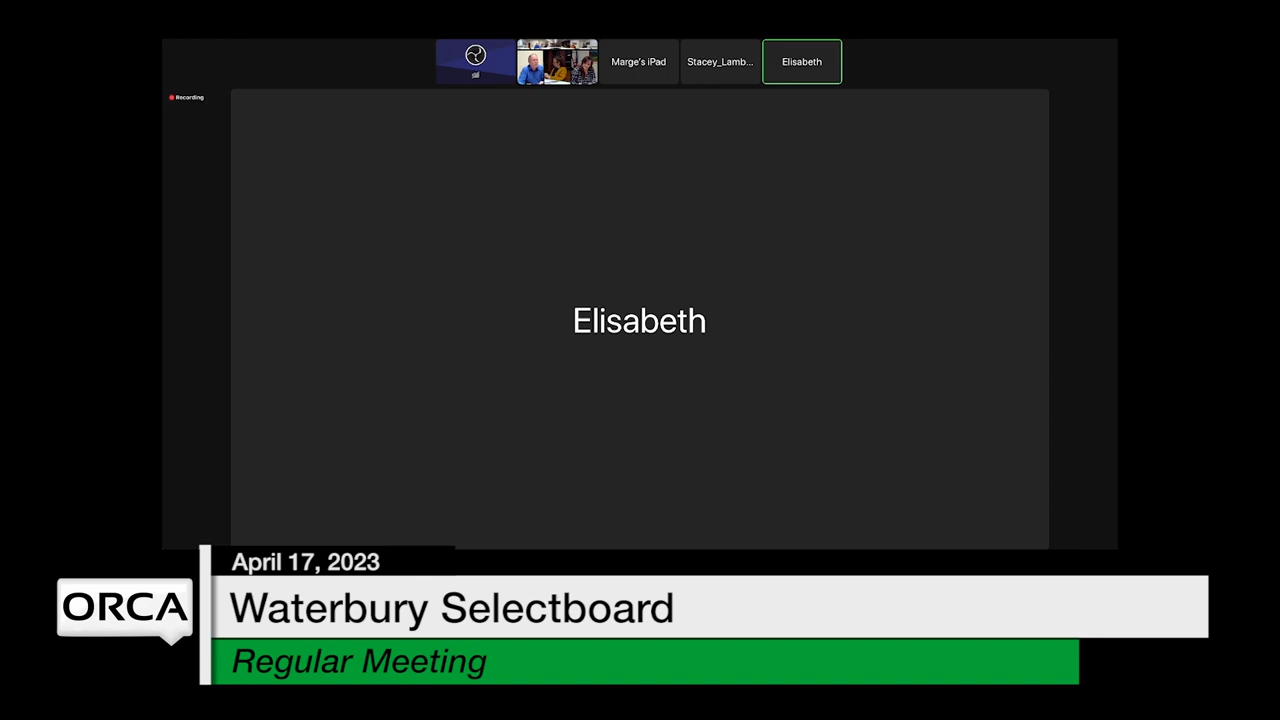 Marge's iPad
Stacey_Lamb...
Elisabeth
Recording
Elisabeth
April 17, 2023
ORCA
Waterbury Selectboard
Regular Meeting